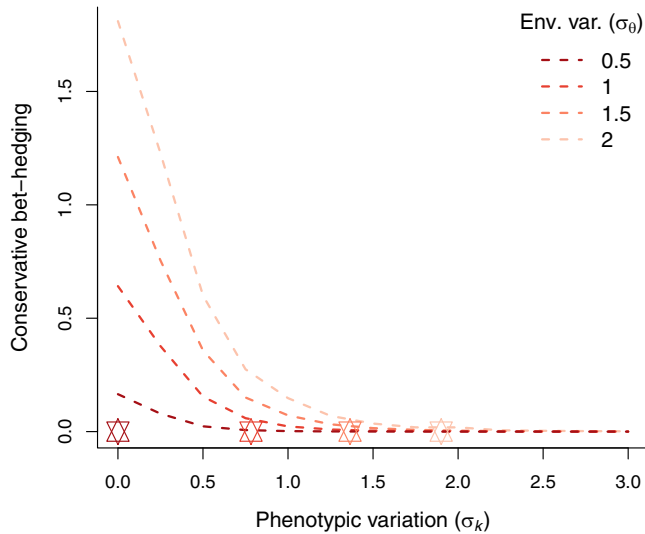 Env. var. (σθ)
0.5
1
1.5
2
Conservative bet−hedging
1.5
1.0
0.5
0.0
0.0 0.5 1.0 1.5 2.0 2.5 3.0
Phenotypic variation (σk)